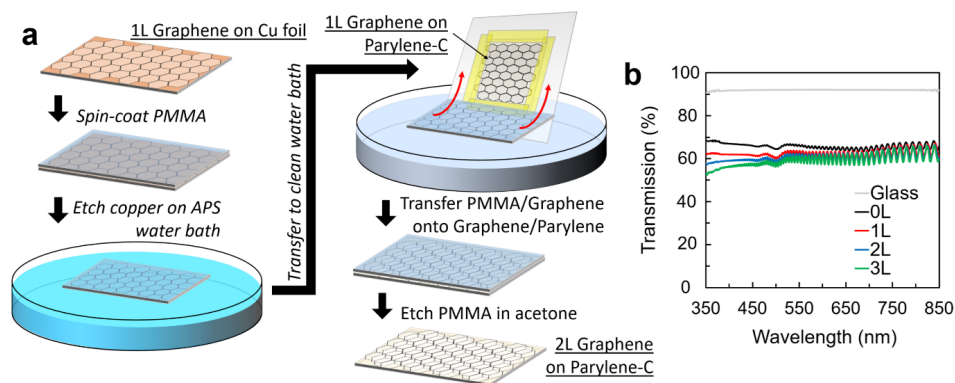 a
1L Graphene on Cu foil
Spin-coat PMMA
Etch copper on APS
water bath
Transfer to clean water bath
1L Graphene on
Parylene-C
Transfer PMMA/Graphene
onto Graphene/Parylene
Etch PMMA in acetone
2L Graphene
on Parylene-C
b
Transmission (%)
100
80
60
40
20
0
Glass
0L
1L
2L
3L
350 450 550 650 750 850
Wavelength (nm)